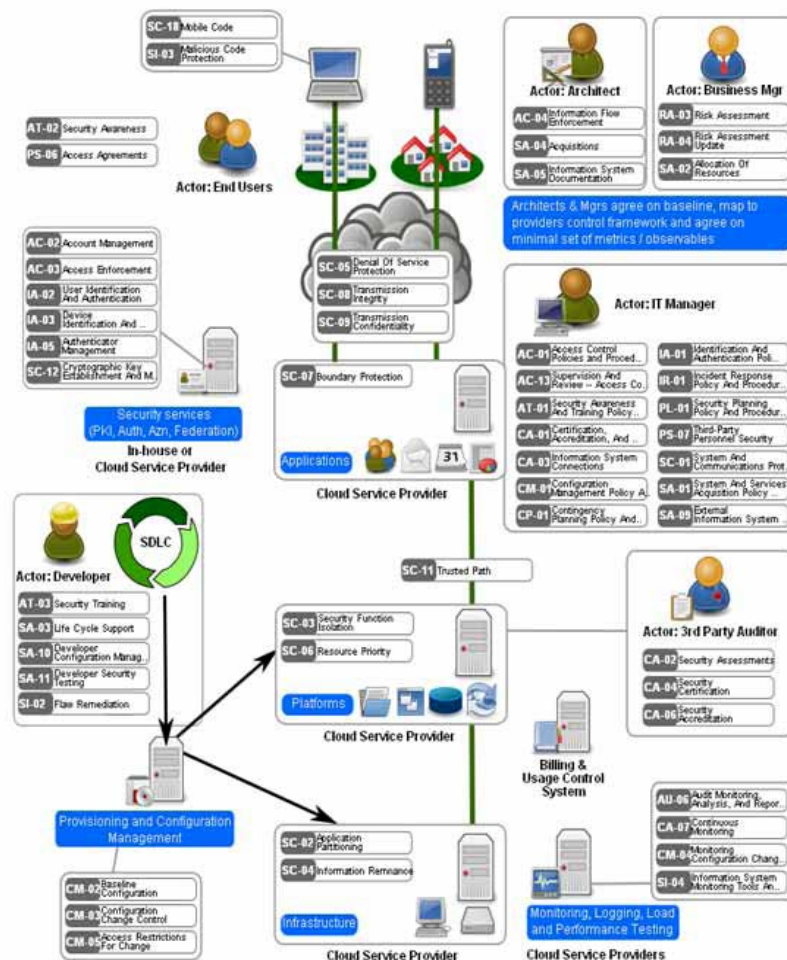 SC-18 Mobile Code
SI-03 Malicious Code
Protection
AT-02 Security Awareness
PS-06 Access Agreements
Actor: End Users
Actor: Architect
AC-04 Information Flow
Enforcement
SA-04 Acquisitions
SA-05 Information System
Documentation
Actor: Business Mgr
RA-03 Risk Assessment
RA-04 Risk Assessment
Update
SA-02 Allocation Of
Resources
Architects & Mgrs agree on baseline, map to
providers control framework and agree on
minimal set of metrics / observables
AC-02 Account Management
AC-03 Access Enforcement
IA-02 User Identification
And Authentication
IA-03 Device
Identification And ...
IA-05 Authenticator
Management
SC-12 Cryptographic Key
Establishment And M...
Security services
(PKI, Auth, Azn, Federation)
In-house or
Cloud Service Provider
SC-05 Denial Of Service
Protection
SC-08 Transmission
Integrity
SC-09 Transmission
Confidentiality
SC-07 Boundary Protection
Applications
31
Cloud Service Provider
Actor: IT Manager
AC-01 Access Control
Policies and Proced...
AC-13 Supervision And
Review -- Access Co...
AT-01 Security Awareness
And Training Policy ...
CA-01 Certification,
Accreditation, And ...
CA-03 Information System
Connections
CM-01 Configuration
Management Policy A...
CP-01 Contingency
Planning Policy And...
IA-01 Identification And
Authentication Poli...
IR-01 Incident Response
Policy And Procedur...
PL-01 Security Planning
Policy And Procedur...
PS-07 Third-Party
Personnel Security
SC-01 System And
Communications Prot...
SA-01 System And Services
Acquisition Policy ...
SA-09 External
Information System ...
Actor: Developer
SDLC
AT-03 Security Training
SA-03 Life Cycle Support
SA-10 Developer
Configuration Manag...
SA-11 Developer Security
Testing
SI-02 Flaw Remediation
SC-11 Trusted Path
SC-03 Security Function
Isolation
SC-06 Resource Priority
Platforms
Cloud Service Provider
Actor: 3rd Party Auditor
CA-02 Security Assessments
CA-04 Security
Certification
CA-06 Security
Accreditation
Billing &
Usage Control
System
Provisioning and Configuration
Management
CM-02 Baseline
Configuration
CM-03 Configuration
Change Control
CM-05 Access Restrictions
For Change
SC-02 Application
Partitioning
SC-04 Information Remnance
Infrastructure
Cloud Service Provider
AU-06 Audit Monitoring,
Analysis, And Repor...
CA-07 Continuous
Monitoring
Monitoring
Configuration Chang...
SI-04 Information System
Monitoring Tools An...
Monitoring, Logging, Load
and Performance Testing
Cloud Service Providers